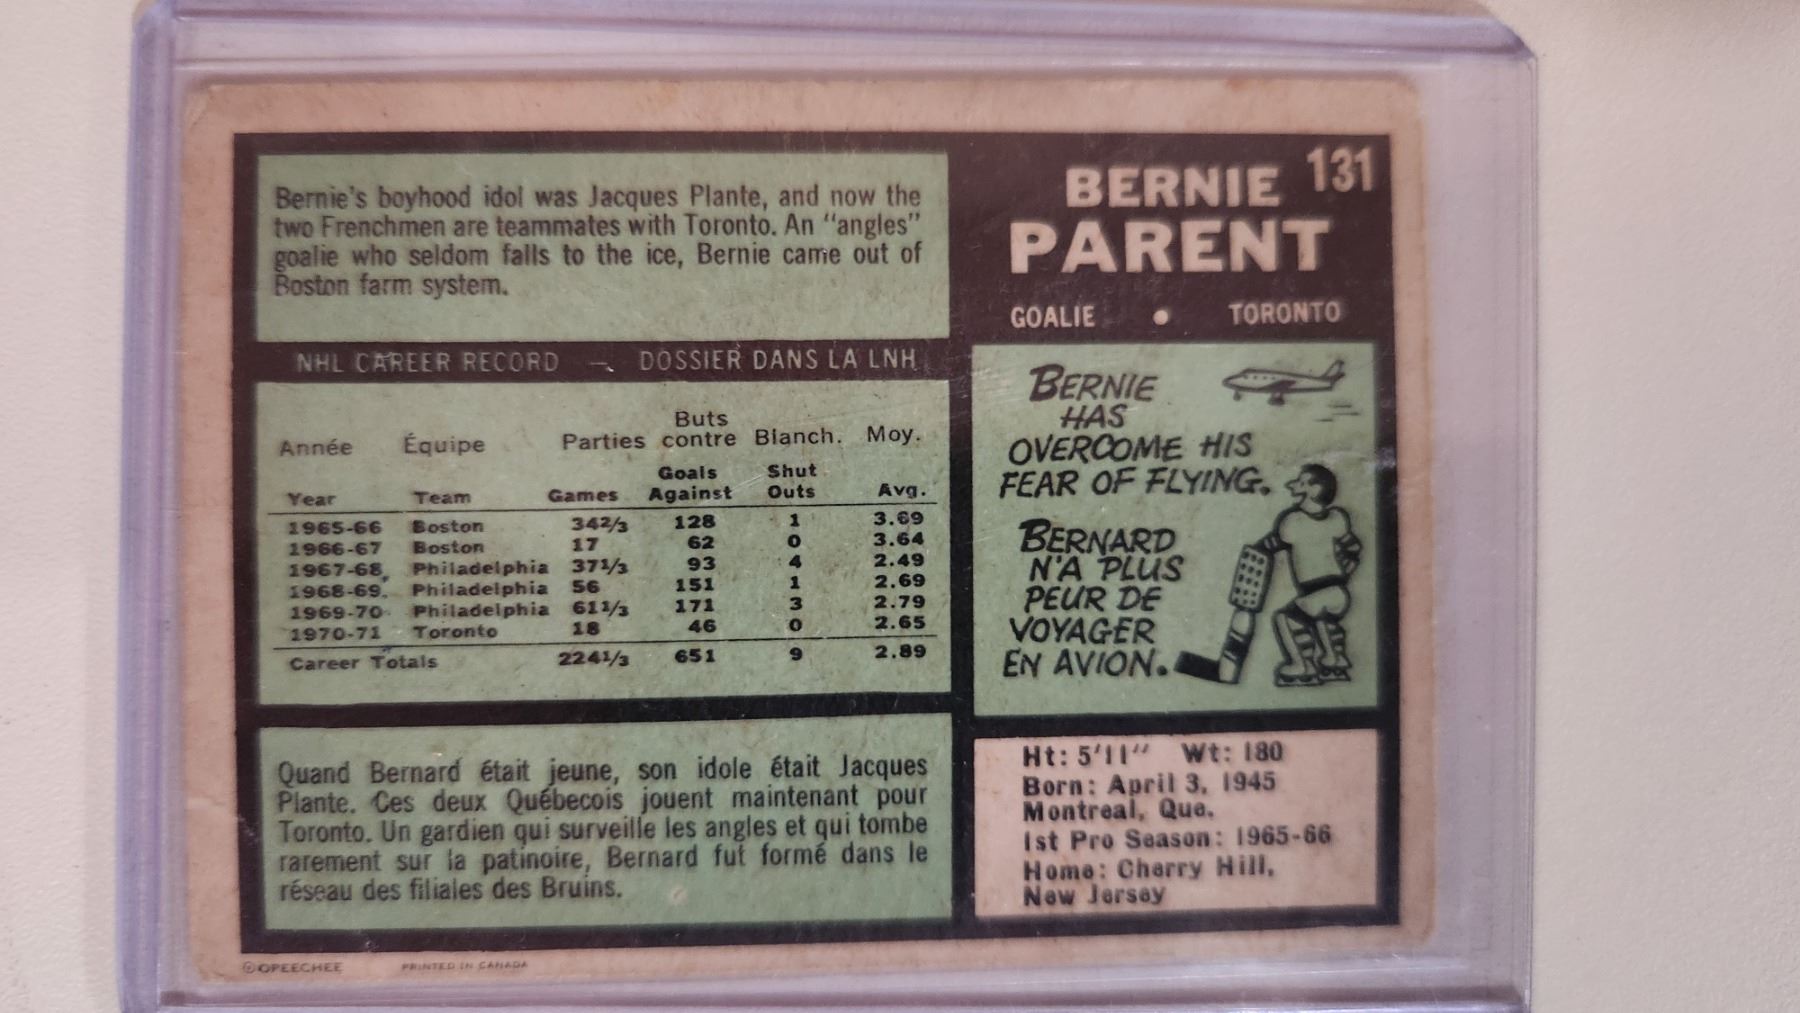 Bernie's boyhood idol was Jacques Plante, and now the
two Frenchmen are teammates with Toronto. An "angles"
goalie who seldom falls to the ice, Bernie came out of
Boston farm system.
BERNIE 131
PARENT
GOALIE • TORONTO
NHL CAREER RECORD — DOSSIER DANS LA LNH
Année Équipe Parties Buts contre Blanch. Moy.
Year Team Games Goals Against Shut Outs Avg.
1965-66 Boston 342/3 128 1 3.69
1966-67 Boston 17 62 0 3.64
1967-68 Philadelphia 371/3 93 4 2.49
1968-69 Philadelphia 56 151 1 2.69
1969-70 Philadelphia 611/3 171 3 2.79
1970-71 Toronto 18 46 0 2.65
Career Totals 2241/3 651 9 2.89
BERNIE
HAS
OVERCOME HIS
FEAR OF FLYING.
BERNARD
N'A PLUS
PEUR DE
VOYAGER
EN AVION.
Quand Bernard était jeune, son idole était Jacques
Plante. Ces deux Québecois jouent maintenant pour
Toronto. Un gardien qui surveille les angles et qui tombe
rarement sur la patinoire, Bernard fut formé dans le
réseau des filiales des Bruins.
Ht: 5'11" Wt: 180
Born: April 3, 1945
Montreal, Que.
1st Pro Season: 1965-66
Home: Cherry Hill,
New Jersey
©OPEECHEE PRINTED IN CANADA